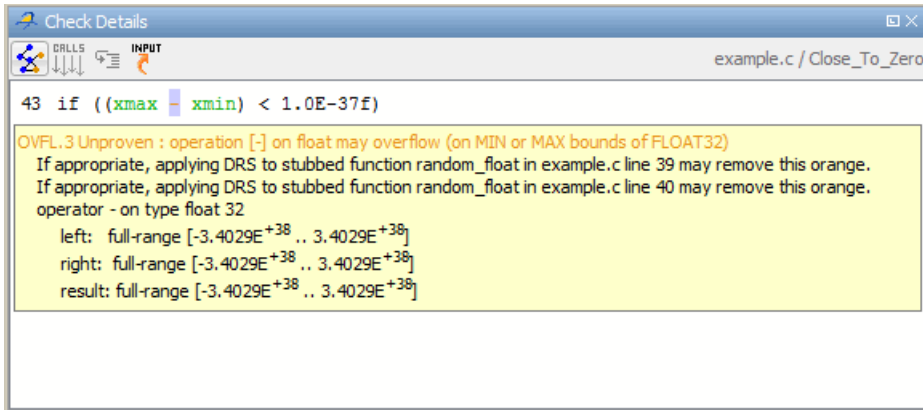 Check Details
CALLS
INPUT
example.c / Close_To_Zero
43 if ((xmax - xmin) < 1.0E-37f)
OVFL.3 Unproven : operation [-] on float may overflow (on MIN or MAX bounds of FLOAT32)
If appropriate, applying DRS to stubbed function random_float in example.c line 39 may remove this orange.
If appropriate, applying DRS to stubbed function random_float in example.c line 40 may remove this orange.
operator - on type float 32
left: full-range [-3.4029E+38 .. 3.4029E+38]
right: full-range [-3.4029E+38 .. 3.4029E+38]
result: full-range [-3.4029E+38 .. 3.4029E+38]